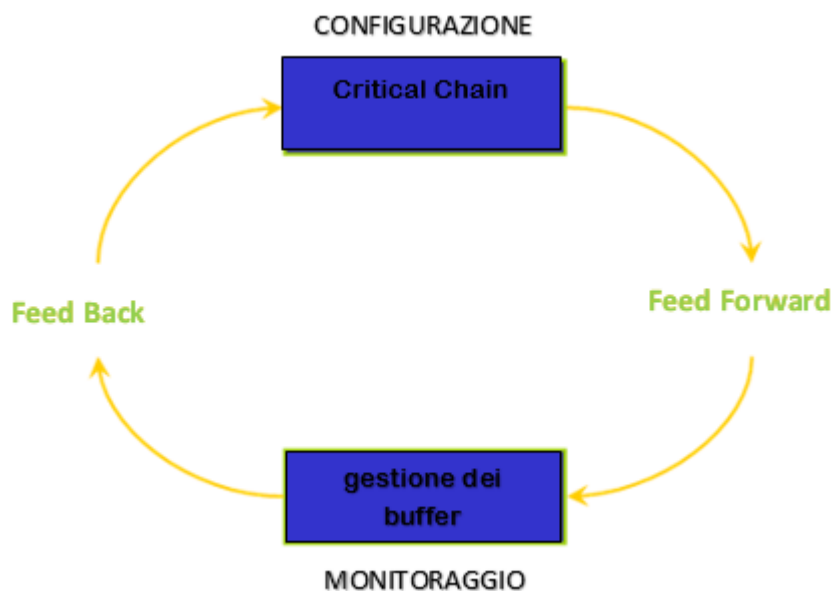 CONFIGURAZIONE
Critical Chain
Feed Back
Feed Forward
gestione dei
buffer
MONITORAGGIO